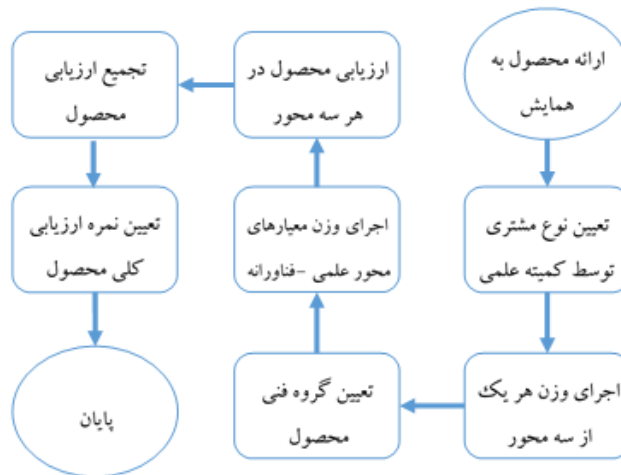 ارائه محصول به
همایش
تعیین نوع مشتری
توسط کمیته علمی
اجرای وزن هر یک
از سه محور
تعیین گروه فنی
محصول
اجرای وزن معیارهای
محور علمی -فناورانه
ارزیابی محصول در
هر سه محور
تجمیع ارزیابی
محصول
تعیین نمره ارزیابی
کلی محصول
پایان